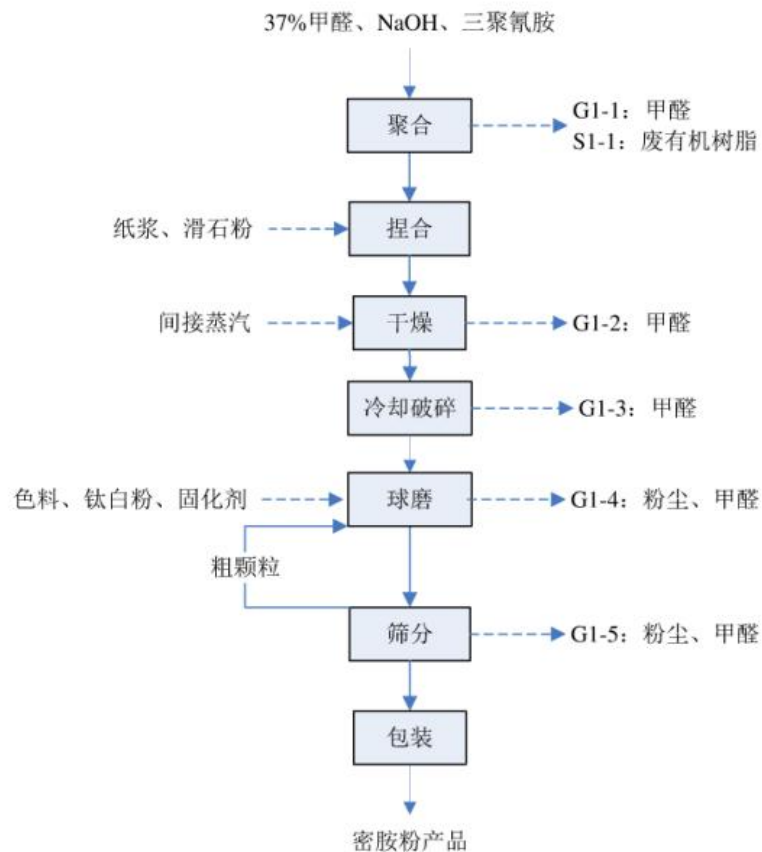 37%甲醛、NaOH、三聚氰胺
聚合
G1-1：甲醛
S1-1：废有机树脂
纸浆、滑石粉
捏合
间接蒸汽
干燥
G1-2：甲醛
冷却破碎
G1-3：甲醛
色料、钛白粉、固化剂
球磨
G1-4：粉尘、甲醛
粗颗粒
筛分
G1-5：粉尘、甲醛
包装
密胺粉产品